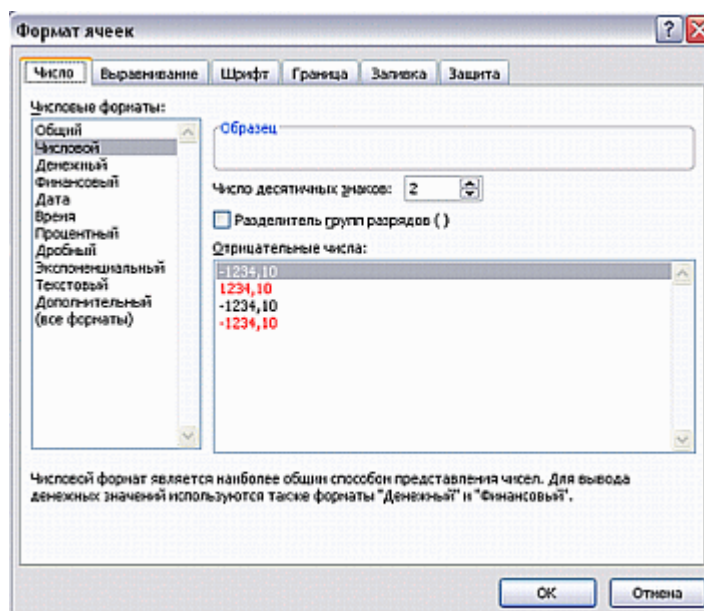 Формат ячеек
Число Выравнивание Шрифт Граница Заливка Защита
Числовые форматы:
Общий
Числовой
Денежный
Финансовый
Дата
Время
Процентный
Дробный
Экспоненциальный
Текстовый
Дополнительный
(все форматы)
Образец
Число десятичных знаков: 2
Разделитель групп разрядов ( )
Отрицательные числа:
-1234,10
1234,10
-1234,10
-1234,10
Числовой формат является наиболее общим способом представления чисел. Для вывода
денежных значений используются также форматы "Денежный" и "Финансовый".
ОК Отмена